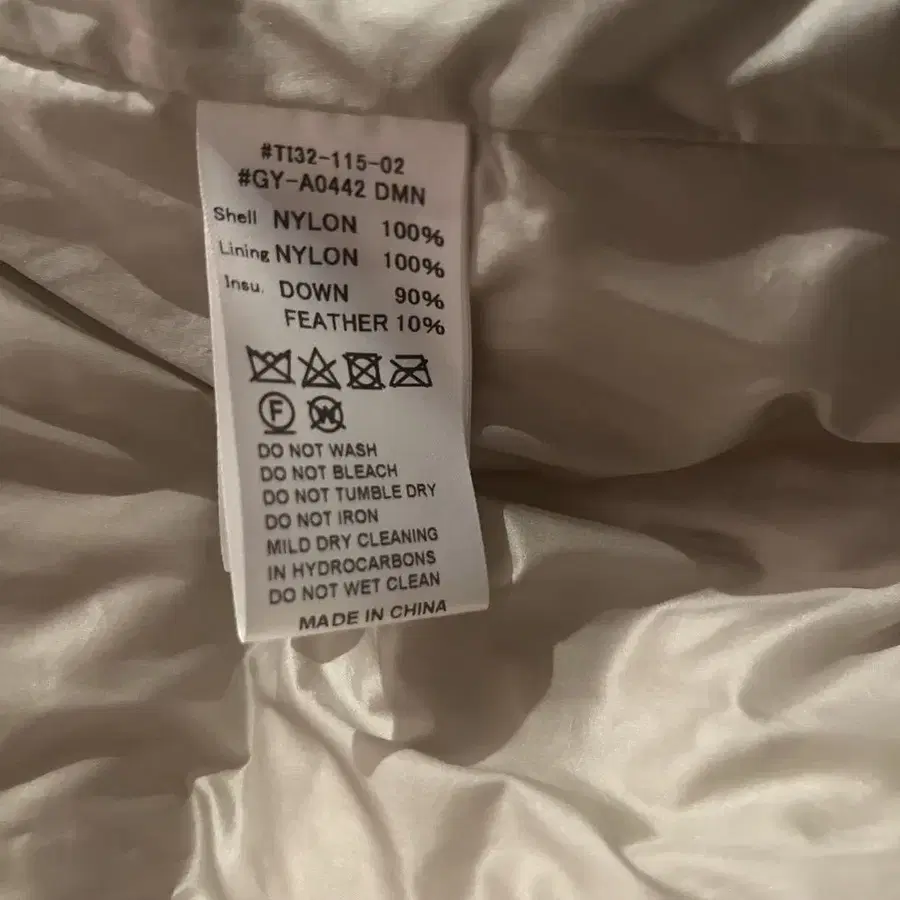 #TI32-115-02
#GY-A0442 DMN
Shell NYLON 100%
Lining NYLON 100%
Insu. DOWN 90%
FEATHER 10%
F W
DO NOT WASH
DO NOT BLEACH
DO NOT TUMBLE DRY
DO NOT IRON
MILD DRY CLEANING
IN HYDROCARBONS
DO NOT WET CLEAN
MADE IN CHINA